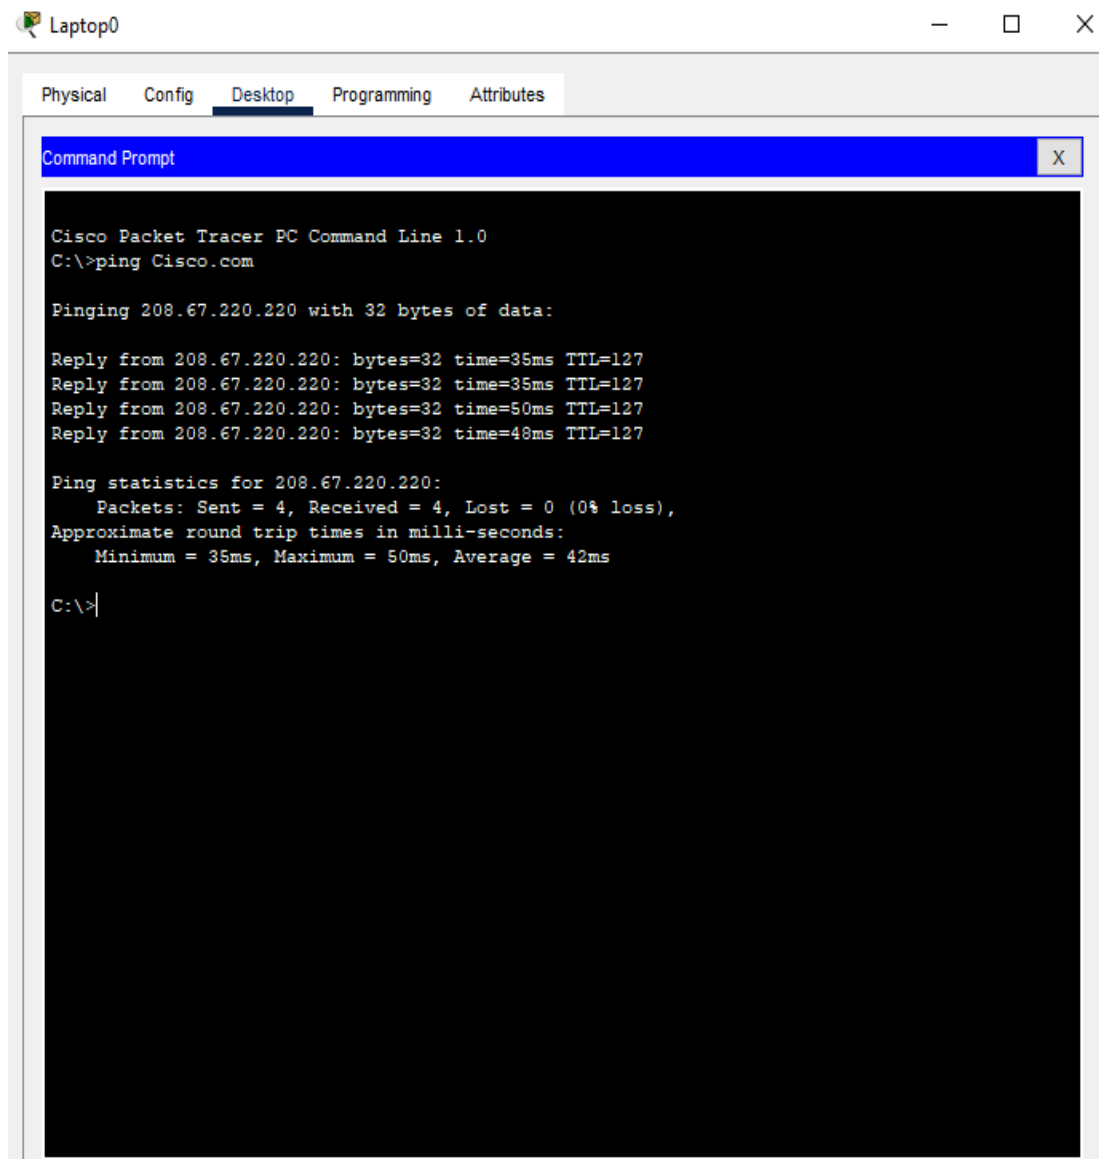 Laptop0
Physical Config Desktop Programming Attributes
Command Prompt X
Cisco Packet Tracer PC Command Line 1.0
C:\>ping Cisco.com
Pinging 208.67.220.220 with 32 bytes of data:
Reply from 208.67.220.220: bytes=32 time=35ms TTL=127
Reply from 208.67.220.220: bytes=32 time=35ms TTL=127
Reply from 208.67.220.220: bytes=32 time=50ms TTL=127
Reply from 208.67.220.220: bytes=32 time=48ms TTL=127
Ping statistics for 208.67.220.220:
Packets: Sent = 4, Received = 4, Lost = 0 (0% loss),
Approximate round trip times in milli-seconds:
Minimum = 35ms, Maximum = 50ms, Average = 42ms
C:\>